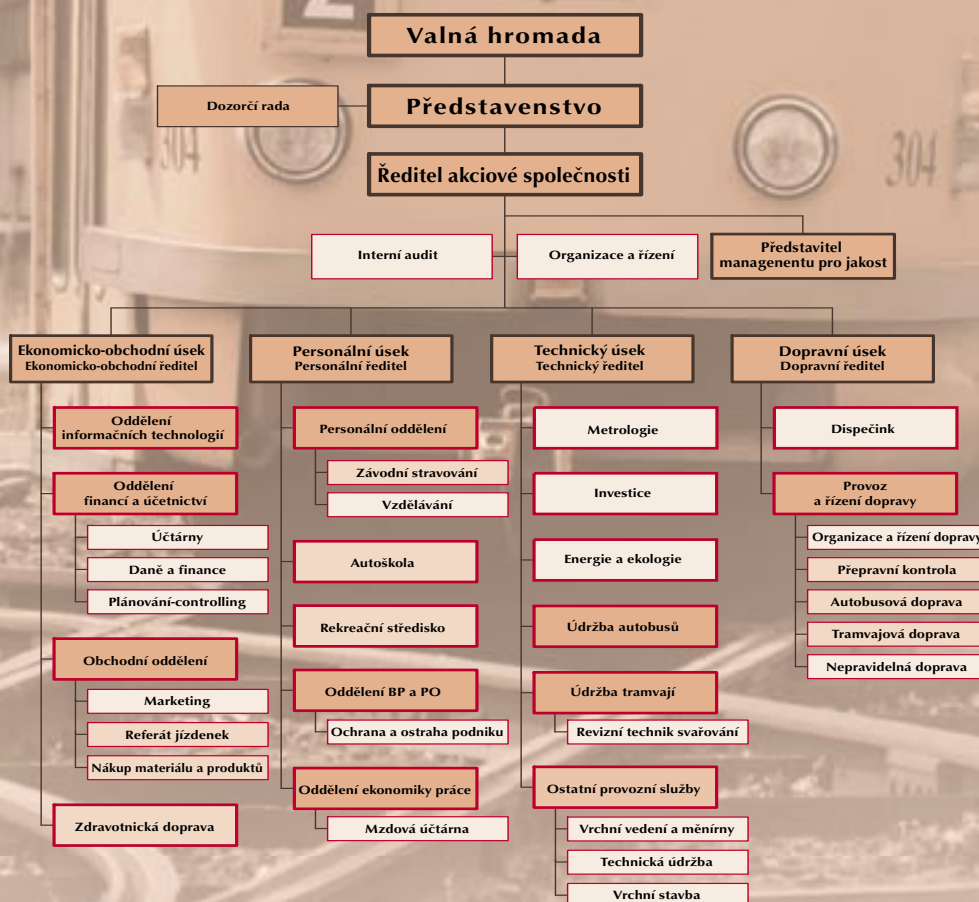 Valná hromada
Dozorčí rada
Představenstvo
Ředitel akciové společnosti
Interní audit
Organizace a řízení
Představitel
managenentu pro jakost
Ekonomicko-obchodní úsek
Ekonomicko-obchodní ředitel
Oddělení
informačních technologií
Oddělení
financí a účetnictví
Účtárny
Daně a finance
Plánování-controlling
Obchodní oddělení
Marketing
Referát jízdenek
Nákup materiálu a produktů
Zdravotnická doprava
Personální úsek
Personální ředitel
Personální oddělení
Závodní stravování
Vzdělávání
Autoškola
Rekreační středisko
Oddělení BP a PO
Ochrana a ostraha podniku
Oddělení ekonomiky práce
Mzdová účtárna
Technický úsek
Technický ředitel
Metrologie
Investice
Energie a ekologie
Údržba autobusů
Údržba tramvají
Revizní technik svařování
Ostatní provozní služby
Vrchní vedení a měnírny
Technická údržba
Vrchní stavba
Dopravní úsek
Dopravní ředitel
Dispečink
Provoz
a řízení dopravy
Organizace a řízení dopravy
Přepravní kontrola
Autobusová doprava
Tramvajová doprava
Nepravidelná doprava
304
304